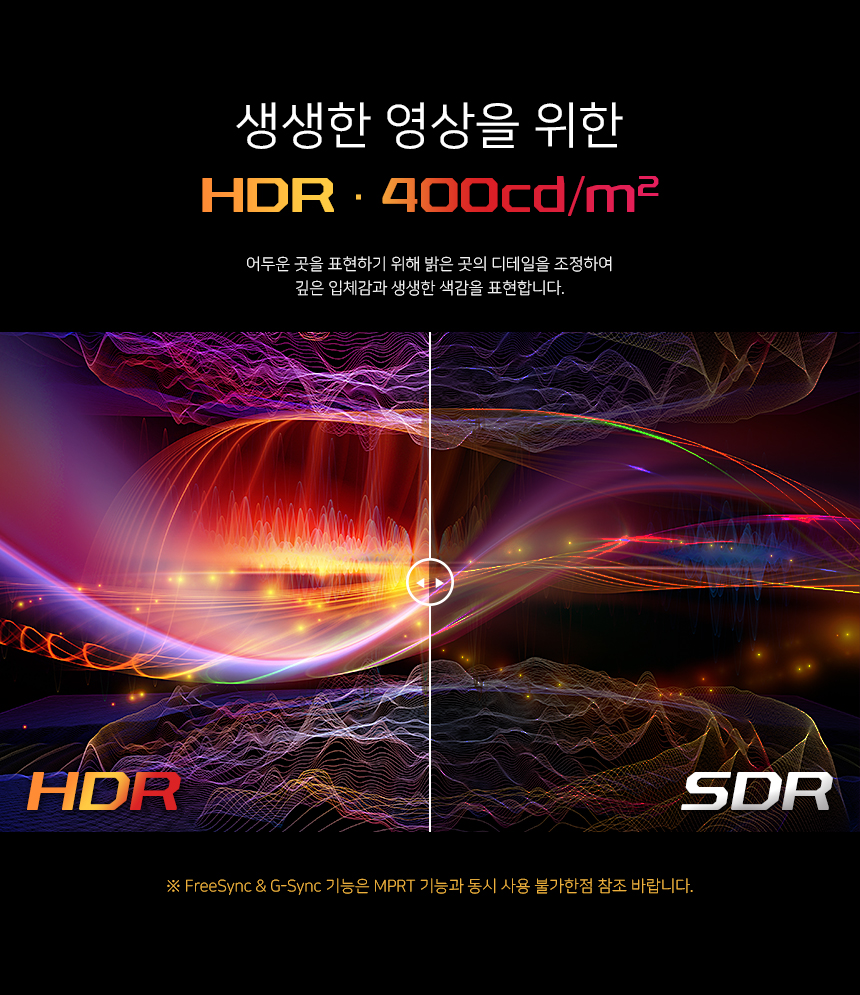 생생한 영상을 위한
HDR · 400cd/m²
어두운 곳을 표현하기 위해 밝은 곳의 디테일을 조정하여
깊은 입체감과 생생한 색감을 표현합니다.
HDR
SDR
※ FreeSync & G-Sync 기능은 MPRT 기능과 동시 사용 불가한점 참조 바랍니다.